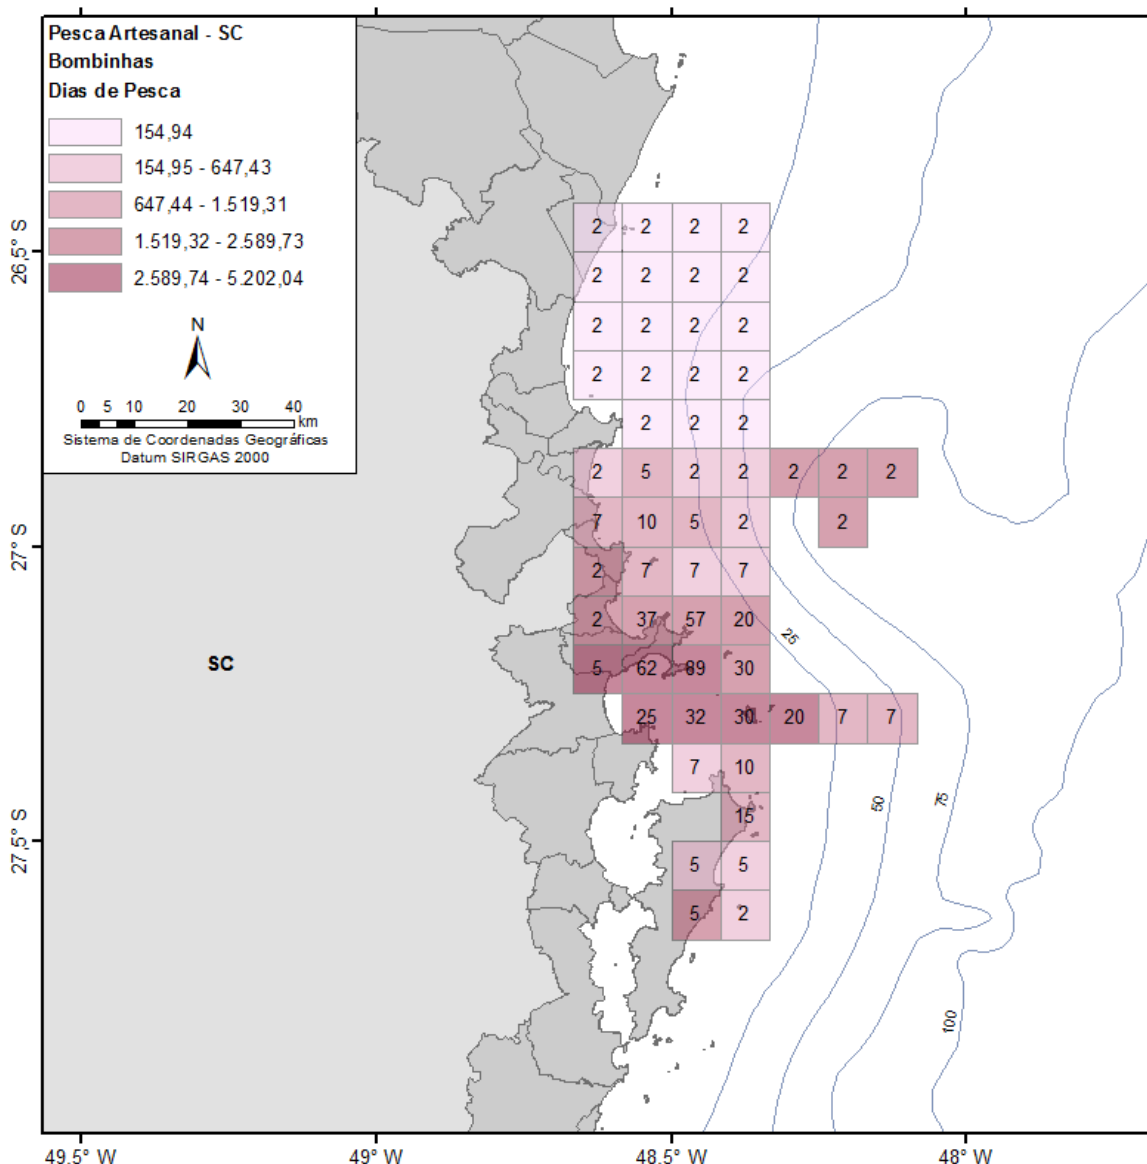 Pesca Artesanal - SC
Bombinhas
Dias de Pesca
154,94
154,95 - 647,43
647,44 - 1.519,31
1.519,32 - 2.589,73
2.589,74 - 5.202,04
N
0 5 10 20 30 40
km
Sistema de Coordenadas Geográficas
Datum SIRGAS 2000
26,5° S
27° S
27,5° S
2 2 2 2
2 2 2 2
2 2 2 2
2 2 2 2
2 2 2
2 5 2 2 2 2 2
7 10 5 2 2
2 7 7 7
2 37 57 20
5 62 89 30
25 32 30 20 7 7
7 10
15
5 5
5 2
SC
25
50
75
100
49.5° W 49° W 48.5° W 48° W